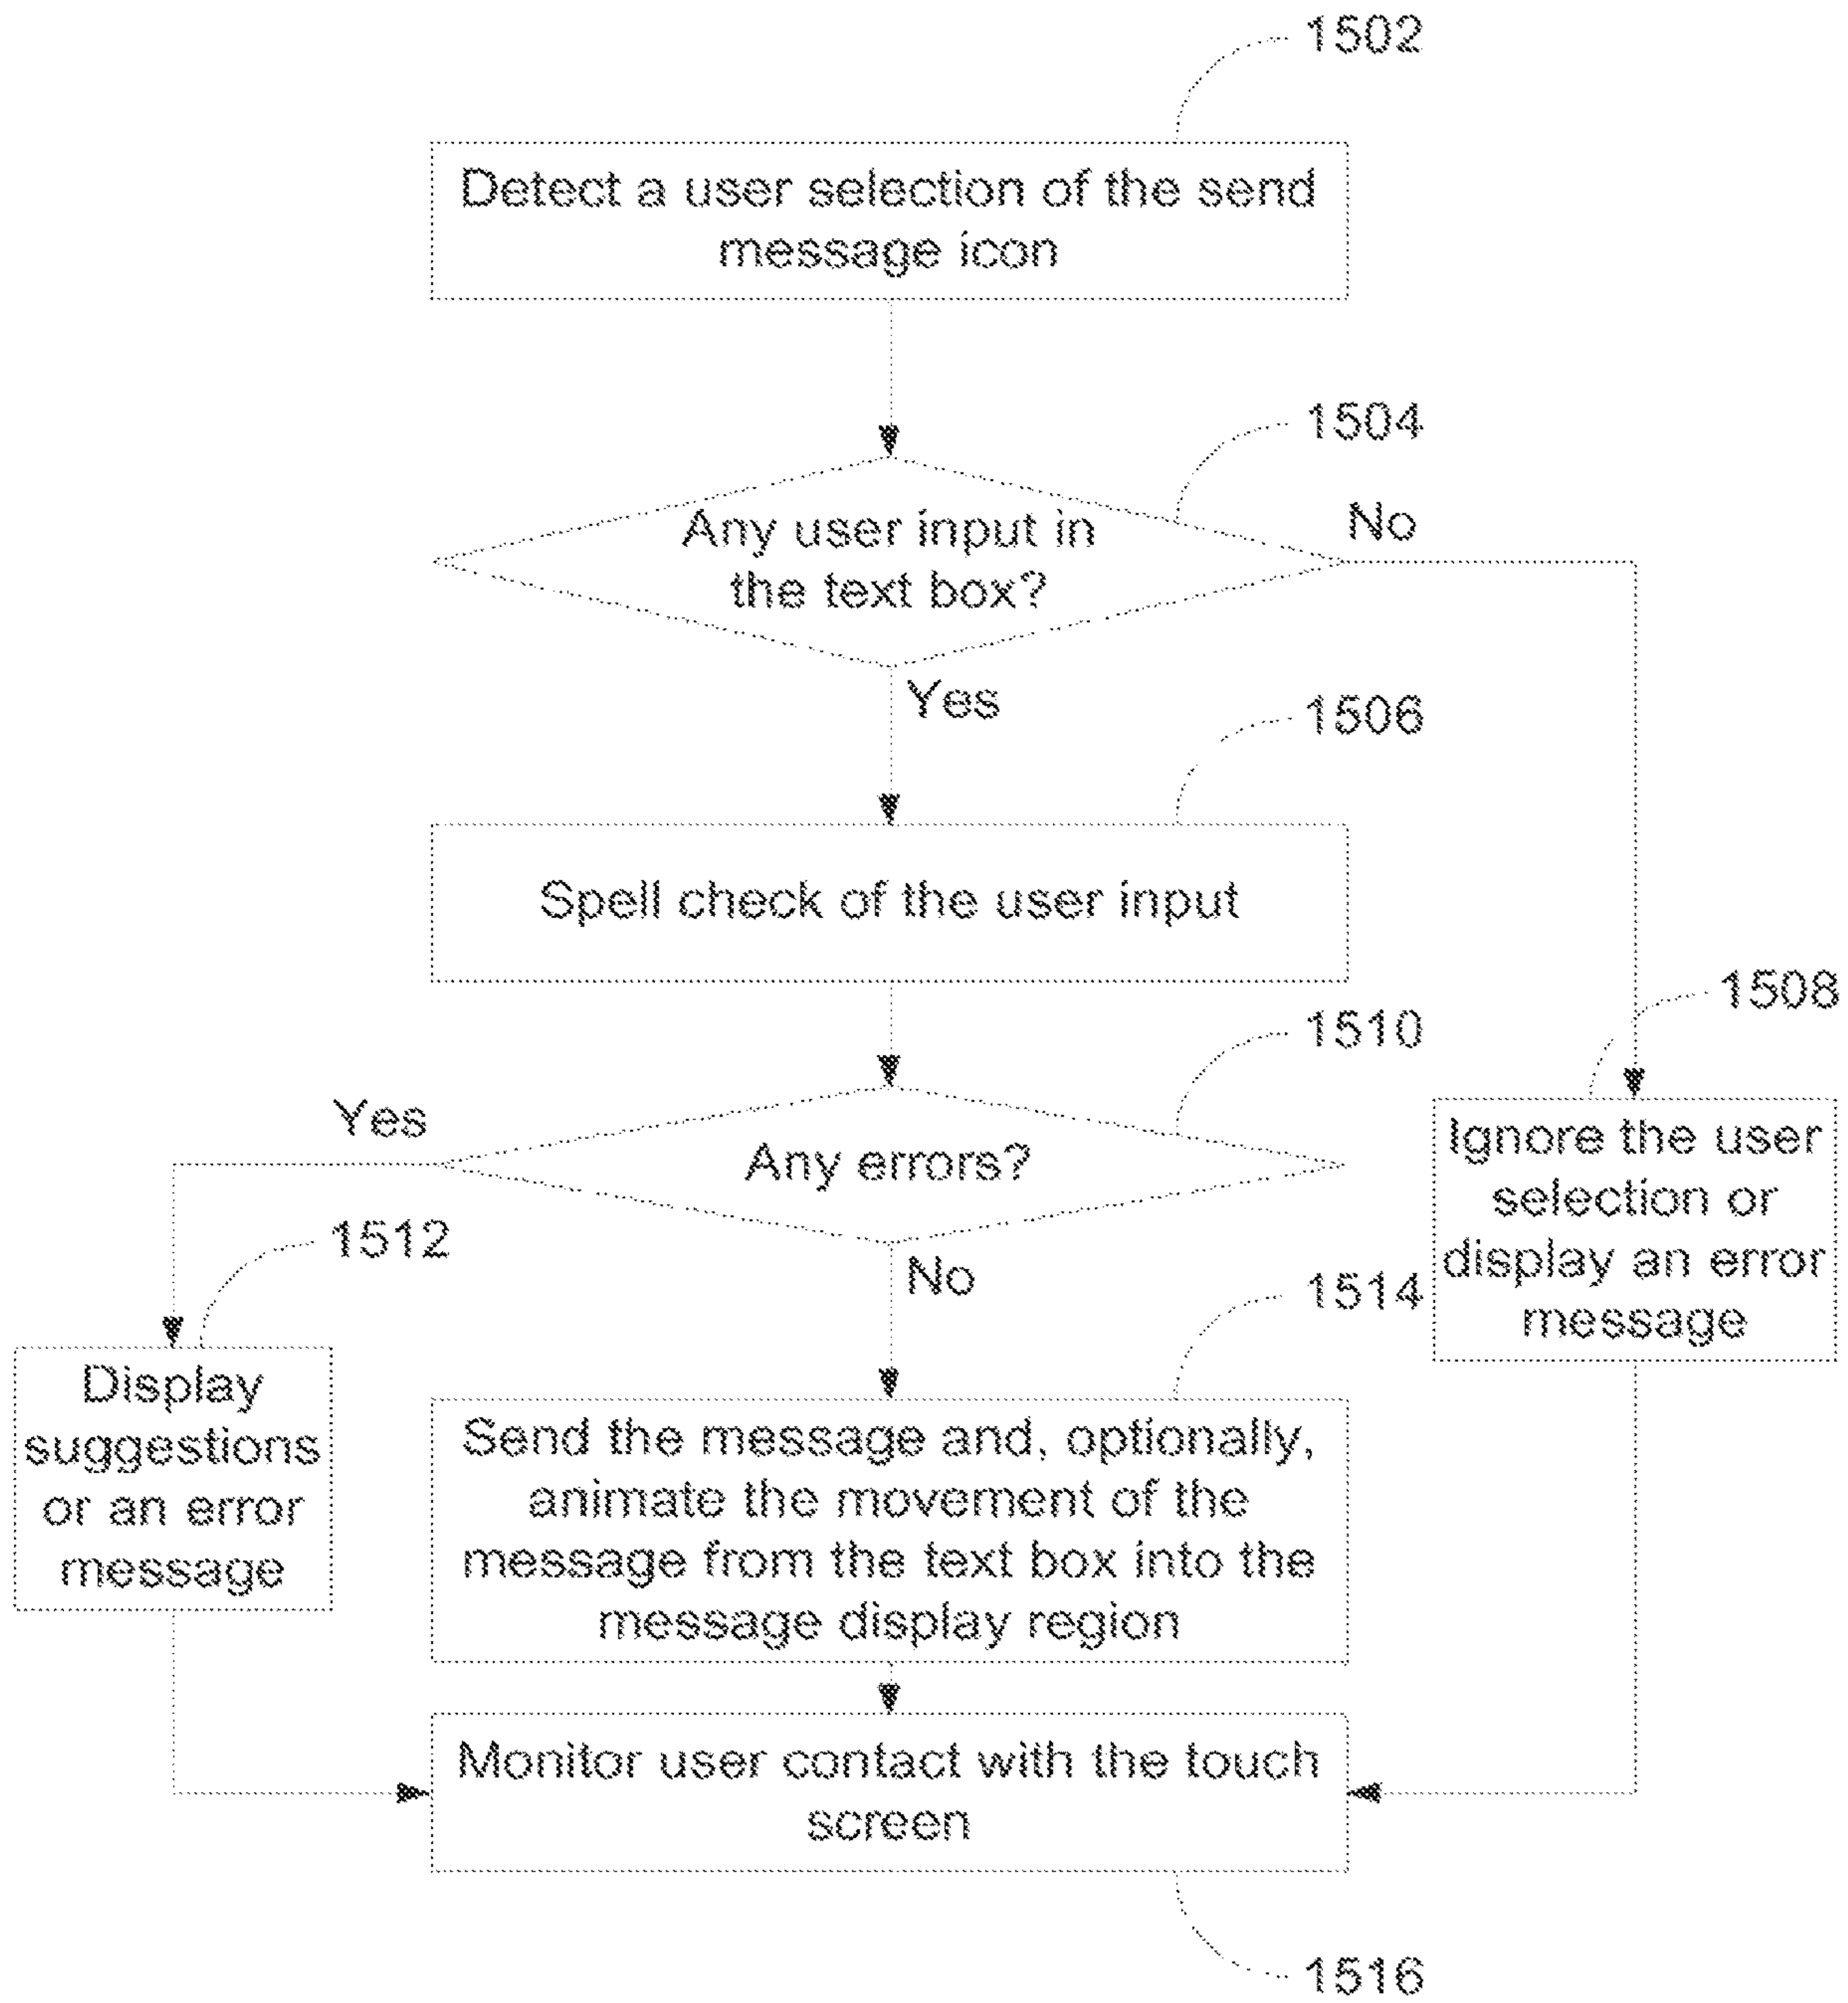 1502
Detect a user selection of the send
message icon
1504
Any user input in
the text box?
No
Yes
1506
Spell check of the user input
1508
1510
Yes
Any errors?
Ignore the user
selection or
display an error
message
1512
No
1514
Display
suggestions
or an error
message
Send the message and, optionally,
animate the movement of the
message from the text box into the
message display region
Monitor user contact with the touch
screen
1516